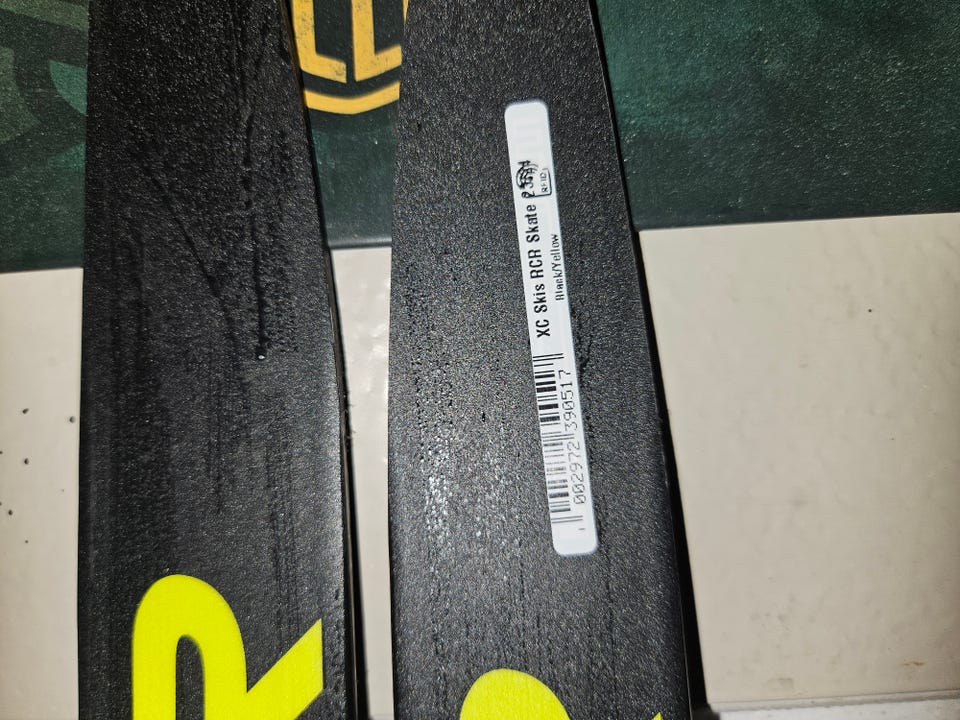 XC Skis RCR Skate
RFID
Black/Yellow
002972 390517
R